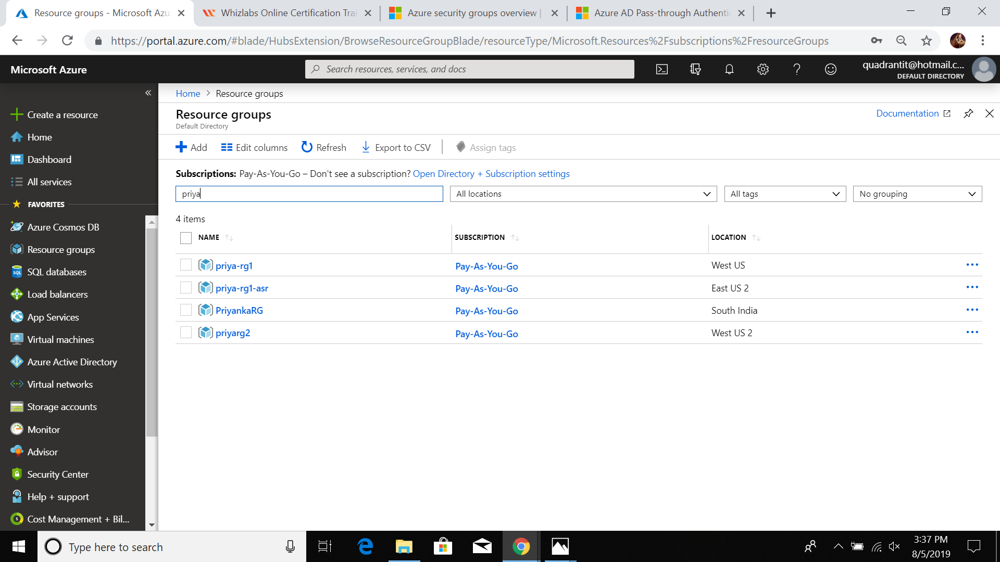 Resource groups - Microsoft Azu
Whizlabs Online Certification Trai
Azure security groups overview |
Azure AD Pass-through Authentic
https://portal.azure.com/#blade/HubsExtension/BrowseResourceGroupBlade/resourceType/Microsoft.Resources%2Fsubscriptions%2FresourceGroups
Microsoft Azure
Search resources, services, and docs
quadrantit@hotmail.c...
DEFAULT DIRECTORY
«
Create a resource
Home
Dashboard
All services
FAVORITES
Azure Cosmos DB
Resource groups
SQL databases
Load balancers
App Services
Virtual machines
Azure Active Directory
Virtual networks
Storage accounts
Monitor
Advisor
Security Center
Help + support
Cost Management + Bil...
Home > Resource groups
Resource groups
Default Directory
Documentation
Add
Edit columns
Refresh
Export to CSV
Assign tags
Subscriptions: Pay-As-You-Go – Don't see a subscription? Open Directory + Subscription settings
priya
All locations
All tags
No grouping
4 items
NAME SUBSCRIPTION LOCATION
priya-rg1 Pay-As-You-Go West US
priya-rg1-asr Pay-As-You-Go East US 2
PriyankaRG Pay-As-You-Go South India
priyarg2 Pay-As-You-Go West US 2
Type here to search
3:37 PM
8/5/2019